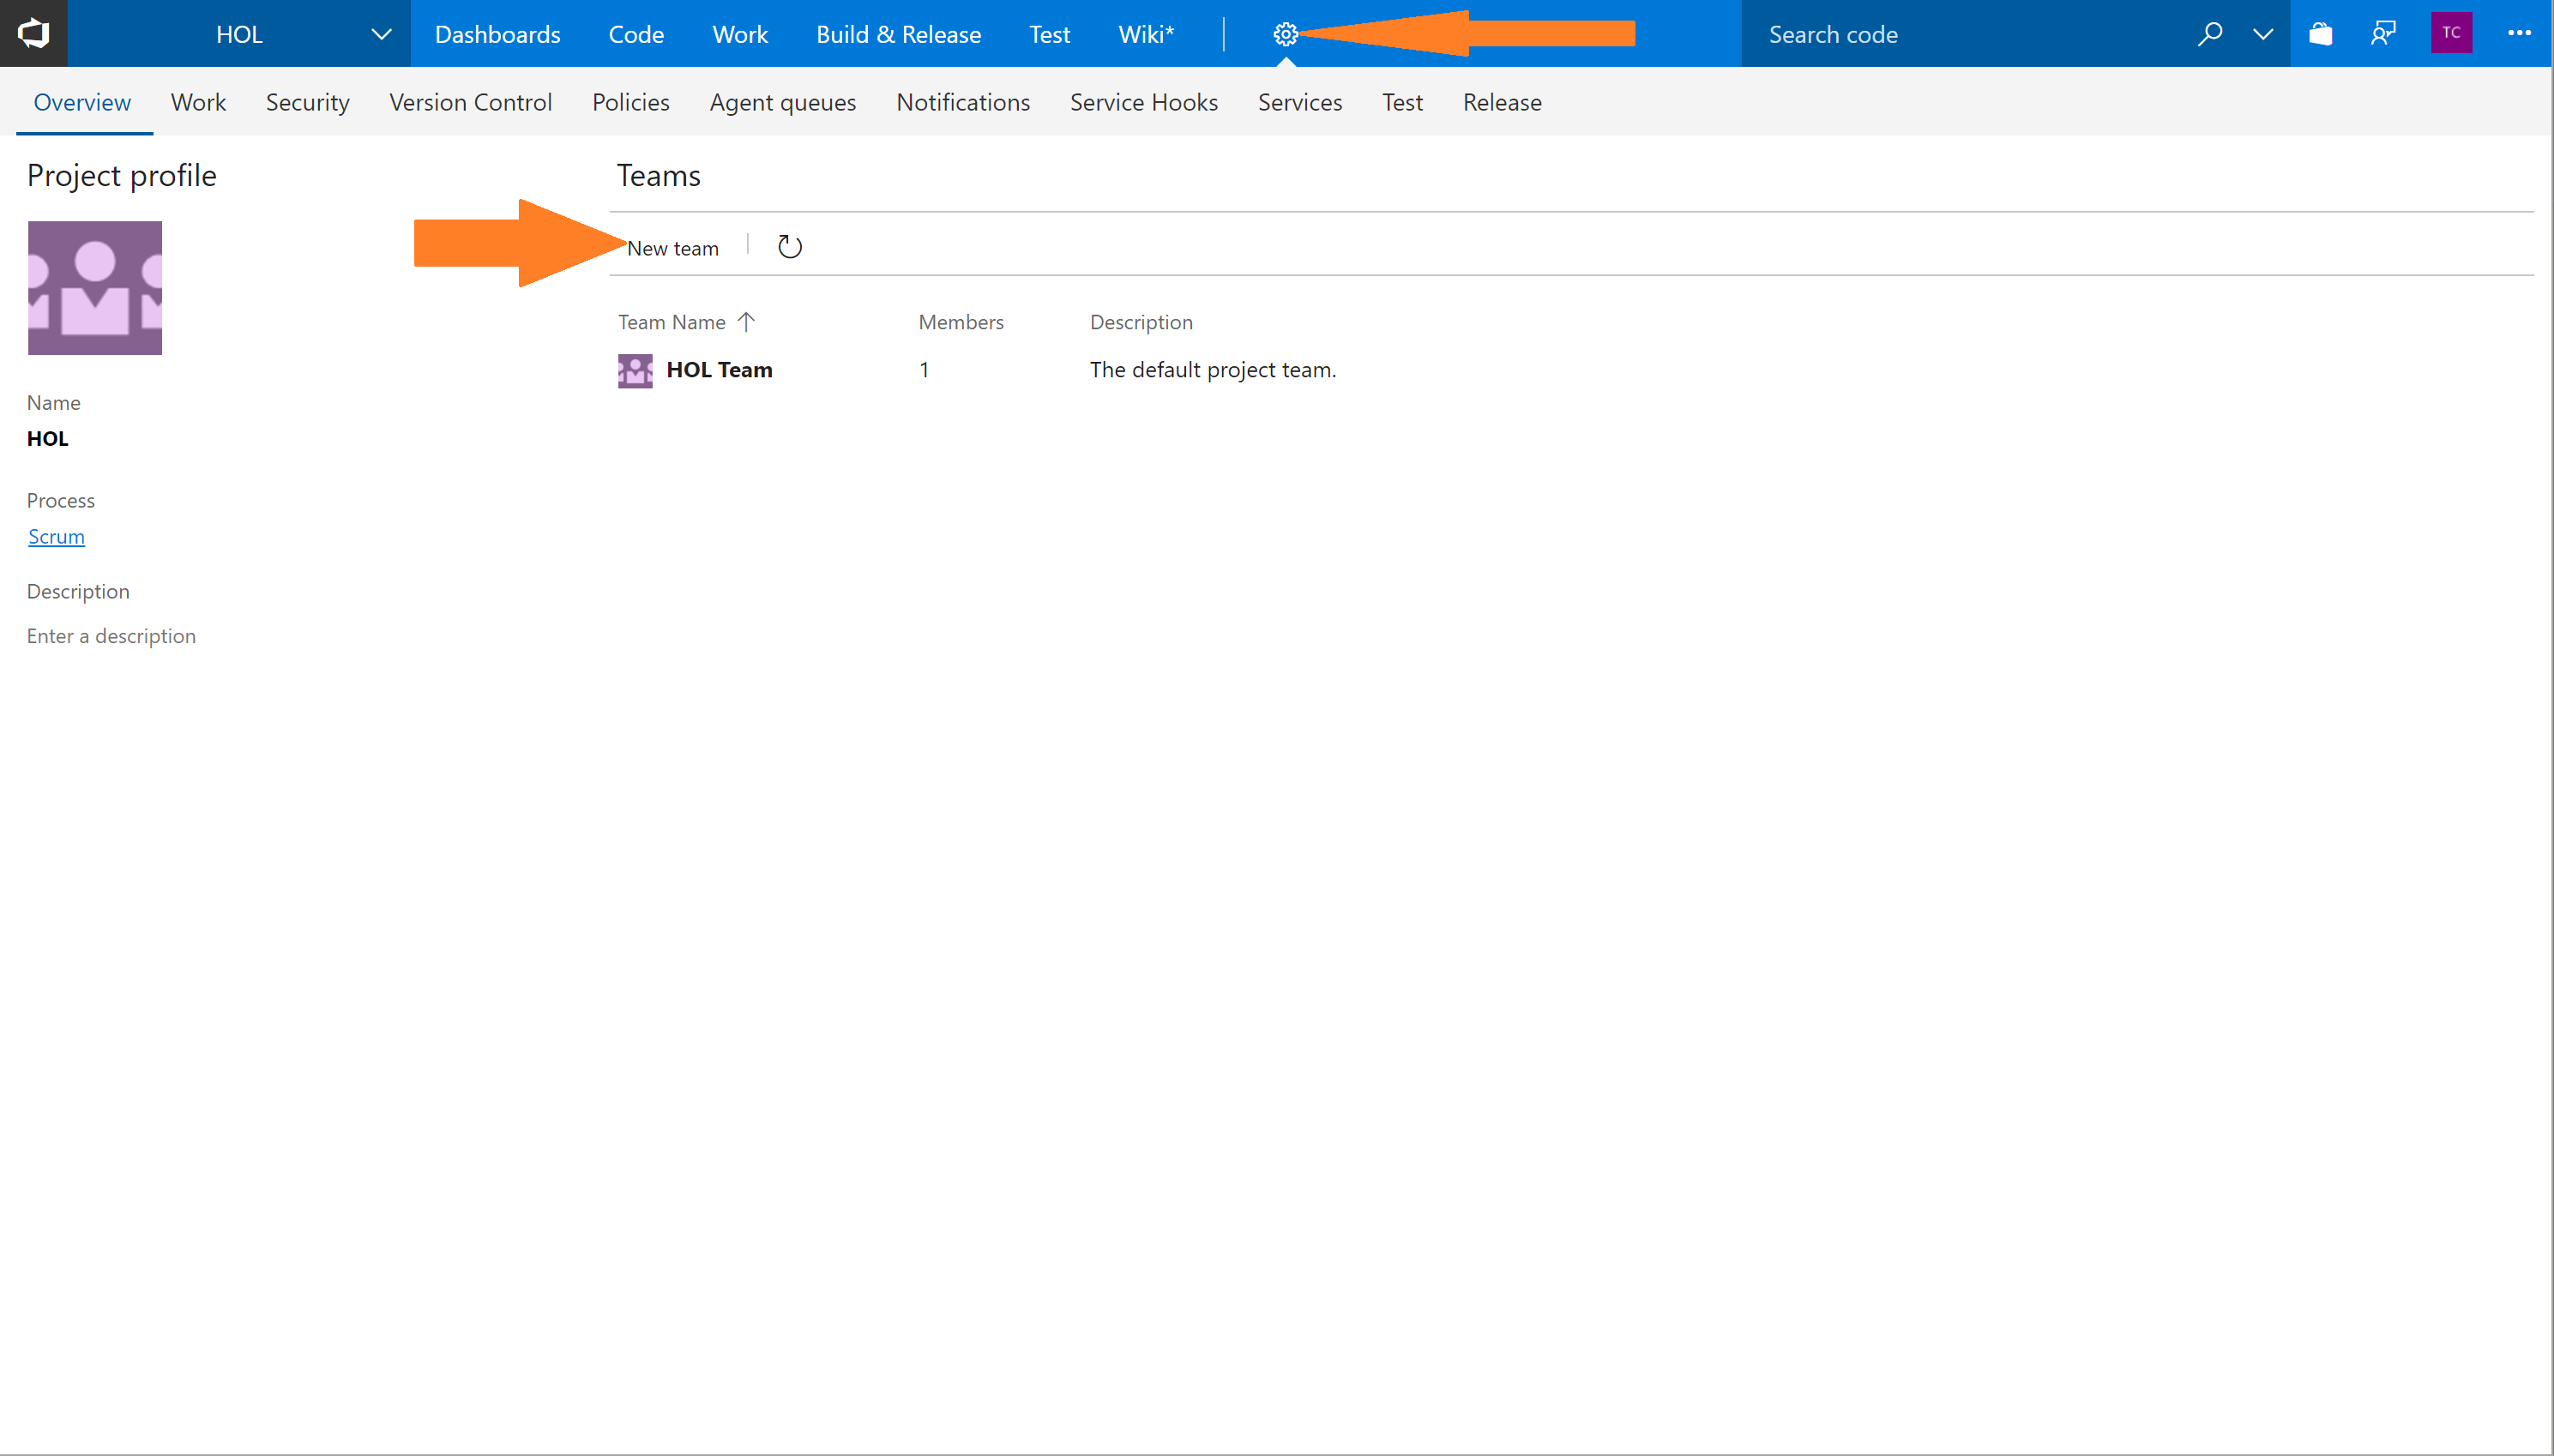 HOL Dashboards Code Work Build & Release Test Wiki* Search code TC
Overview Work Security Version Control Policies Agent queues Notifications Service Hooks Services Test Release
Project profile
Teams
New team
Team Name Members Description
HOL Team 1 The default project team.
Name
HOL
Process
Scrum
Description
Enter a description